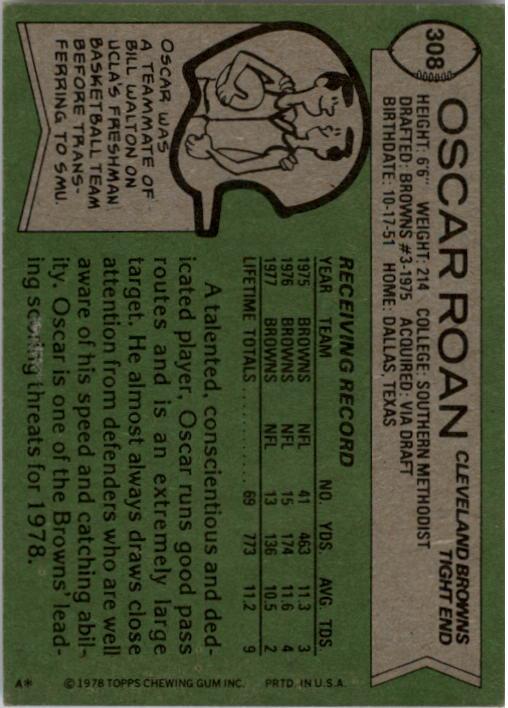 308
OSCAR ROAN
CLEVELAND BROWNS
TIGHT END
HEIGHT: 6'6" WEIGHT: 214 COLLEGE: SOUTHERN METHODIST
DRAFTED: BROWNS #3-1975 ACQUIRED: VIA DRAFT
BIRTHDATE: 10-17-51 HOME: DALLAS, TEXAS
OSCAR WAS
A TEAMMATE OF
BILL WALTON ON
UCLA'S FRESHMAN
BASKETBALL TEAM
BEFORE TRANS-
FERRING TO SMU.
RECEIVING RECORD
YEAR TEAM NO. YDS. AVG. TDS
1975 BROWNS NFL 41 463 11.3 3
1976 BROWNS NFL 15 174 11.6 4
1977 BROWNS NFL 13 136 10.5 2
LIFETIME TOTALS.......... 69 773 11.2 9
A talented, conscientious and ded-
icated player, Oscar runs good pass
routes and is an extremely large
target. He almost always draws close
attention from defenders who are well
aware of his speed and catching abil-
ity. Oscar is one of the Browns' lead-
ing scoring threats for 1978.
A* © 1978 TOPPS CHEWING GUM INC. PRTD. IN U.S.A.